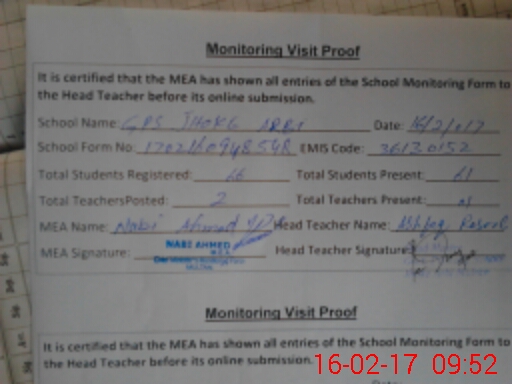 Monitoring Visit Proof
It is certified that the MEA has shown all entries of the School Monitoring Form to
the Head Teacher before its online submission.
School Name: GPS JHOKE ARBI Date: 16/2/017
School Form No: EMIS Code: 36120152
Total Students Registered: 66 Total Students Present: 61
Total TeachersPosted: 2 Total Teachers Present:
MEA Name: Nabi Ahmed Head Teacher Name: Ashfaq Rasool
MEA Signature: NABI AHMED Head Teacher Signature:
M.E.A
MULTAN
Monitoring Visit Proof
It is certified that the MEA has shown all entries of the School Monitoring Form to
the Head Teacher before its online submission.
16-02-17 09:52